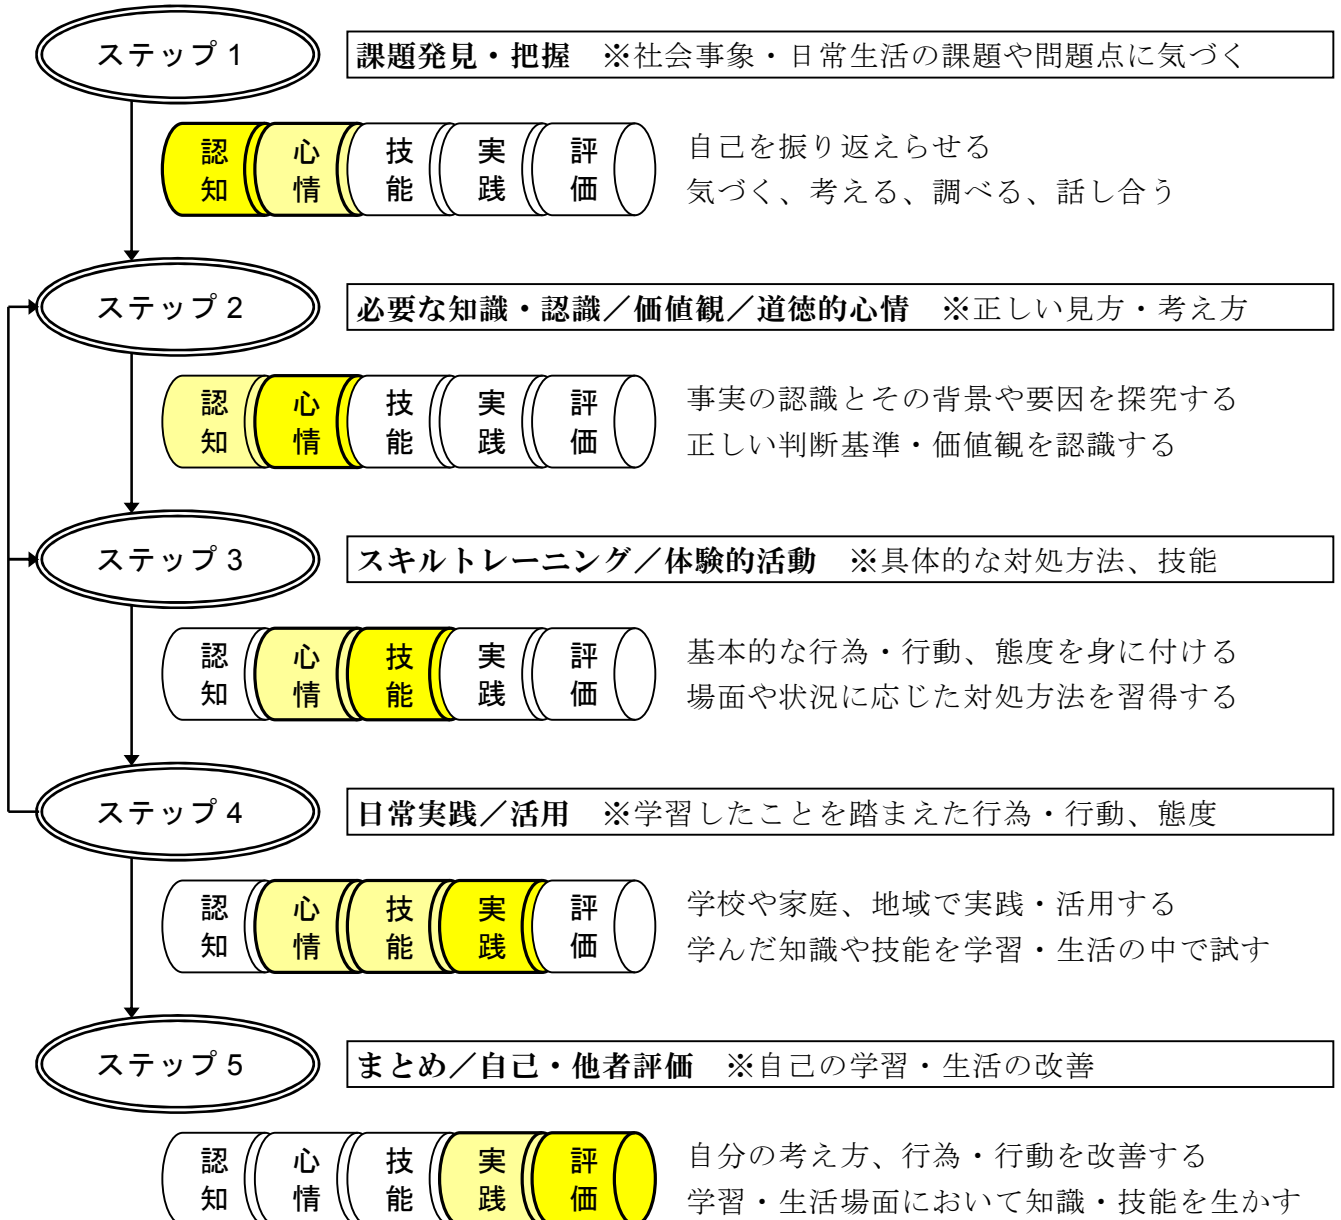 ステップ 1
課題発見・把握　※社会事象・日常生活の課題や問題点に気づく
認知 心情 技能 実践 評価
自己を振り返えらせる
気づく、考える、調べる、話し合う
ステップ 2
必要な知識・認識／価値観／道徳的心情　※正しい見方・考え方
認知 心情 技能 実践 評価
事実の認識とその背景や要因を探究する
正しい判断基準・価値観を認識する
ステップ 3
スキルトレーニング／体験的活動　※具体的な対処方法、技能
認知 心情 技能 実践 評価
基本的な行為・行動、態度を身に付ける
場面や状況に応じた対処方法を習得する
ステップ 4
日常実践／活用　※学習したことを踏まえた行為・行動、態度
認知 心情 技能 実践 評価
学校や家庭、地域で実践・活用する
学んだ知識や技能を学習・生活の中で試す
ステップ 5
まとめ／自己・他者評価　※自己の学習・生活の改善
認知 心情 技能 実践 評価
自分の考え方、行為・行動を改善する
学習・生活場面において知識・技能を生かす